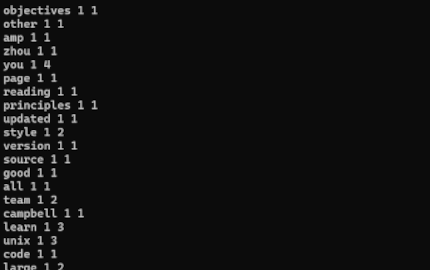 objectives 1 1
other 1 1
amp 1 1
zhou 1 1
you 1 4
page 1 1
reading 1 1
principles 1 1
updated 1 1
style 1 2
version 1 1
source 1 1
good 1 1
all 1 1
team 1 2
campbell 1 1
learn 1 3
unix 1 3
code 1 1
large 1 2